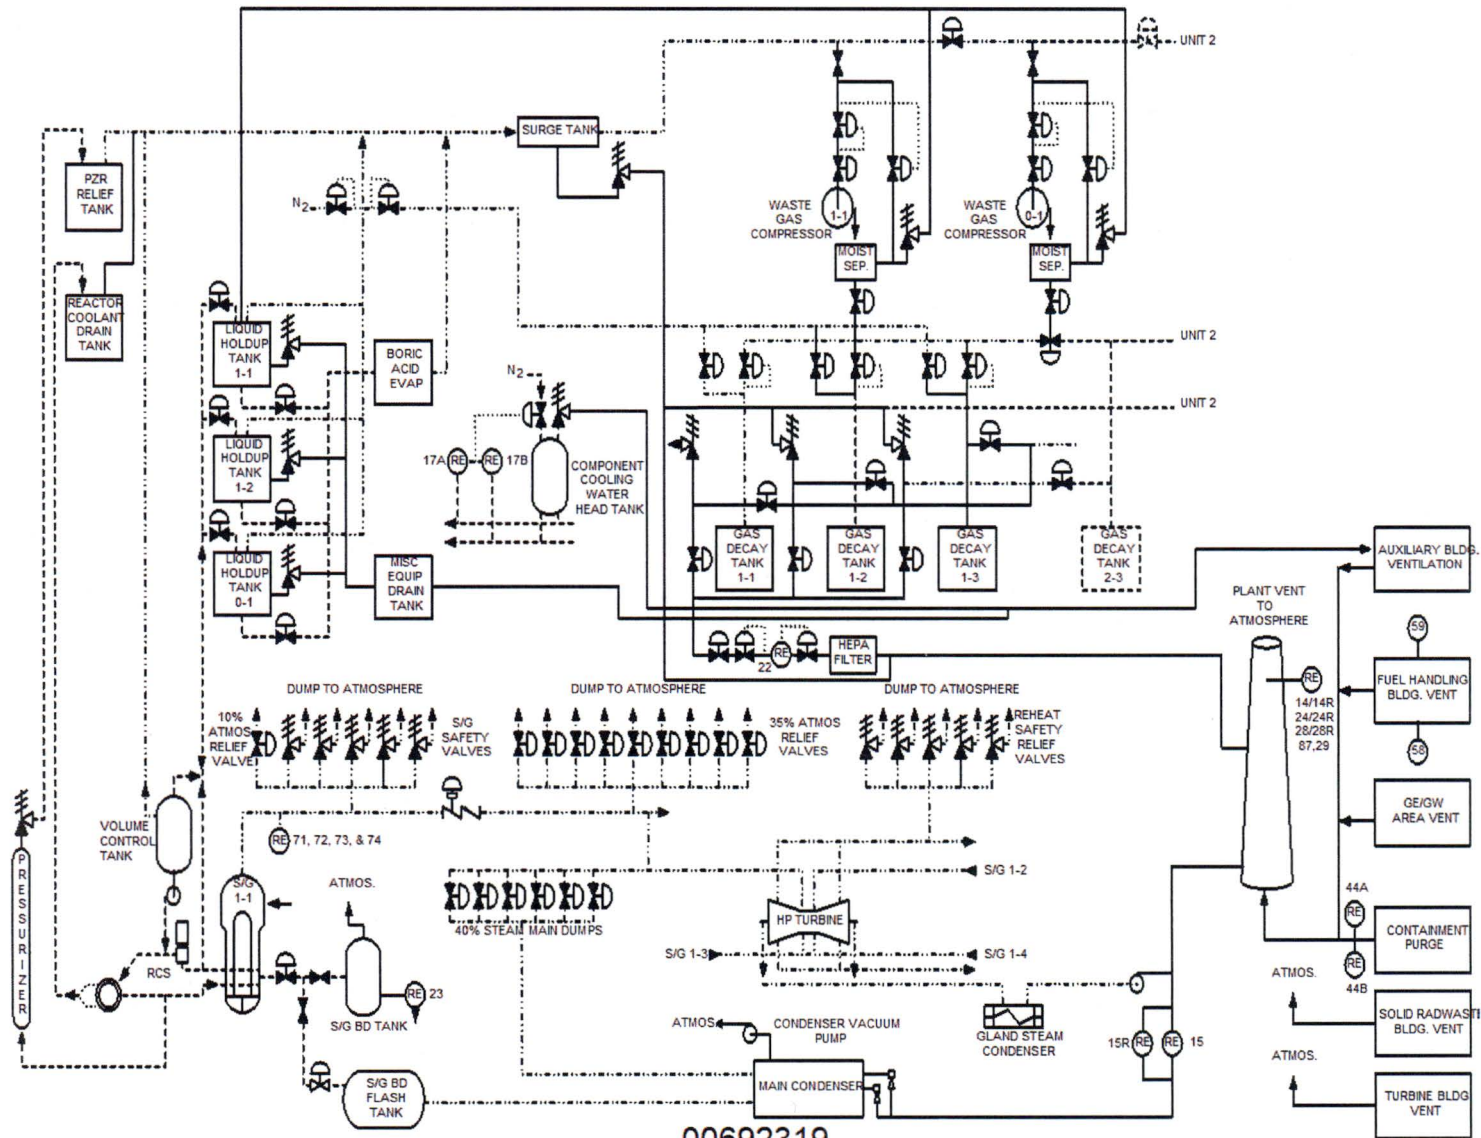 UNIT 2
SURGE TANK
PZR
RELIEF
TANK
N2
WASTE
GAS
COMPRESSOR
1-1
WASTE
GAS
COMPRESSOR
0-1
MOIST
SEP.
MOIST
SEP.
REACTOR
COOLANT
DRAIN
TANK
LIQUID
HOLDUP
TANK
1-1
BORIC
ACID
EVAP
N2
UNIT 2
UNIT 2
LIQUID
HOLDUP
TANK
1-2
17A RE RE 17B
COMPONENT
COOLING
WATER
HEAD TANK
LIQUID
HOLDUP
TANK
0-1
MISC
EQUIP
DRAIN
TANK
GAS
DECAY
TANK
1-1
GAS
DECAY
TANK
1-2
GAS
DECAY
TANK
1-3
GAS
DECAY
TANK
2-3
AUXILIARY BLDG.
VENTILATION
PLANT VENT
TO
ATMOSPHERE
RE
22
HEPA
FILTER
59
FUEL HANDLING
BLDG. VENT
58
RE
14/14R
24/24R
28/28R
87,29
DUMP TO ATMOSPHERE
DUMP TO ATMOSPHERE
DUMP TO ATMOSPHERE
10%
ATMOS
RELIEF
VALVE
S/G
SAFETY
VALVES
35% ATMOS
RELIEF
VALVES
REHEAT
SAFETY
RELIEF
VALVES
GE/GW
AREA VENT
VOLUME
CONTROL
TANK
RE 71, 72, 73, & 74
PRESSURIZER
S/G
1-1
ATMOS.
S/G 1-2
40% STEAM MAIN DUMPS
HP TURBINE
S/G 1-3
S/G 1-4
44A
RE
RE
44B
CONTAINMENT
PURGE
RCS
RE 23
S/G BD TANK
ATMOS.
SOLID RADWASTE
BLDG. VENT
ATMOS.
CONDENSER VACUUM
PUMP
GLAND STEAM
CONDENSER
15R RE RE 15
ATMOS.
TURBINE BLDG
VENT
S/G BD
FLASH
TANK
MAIN CONDENSER
00692319